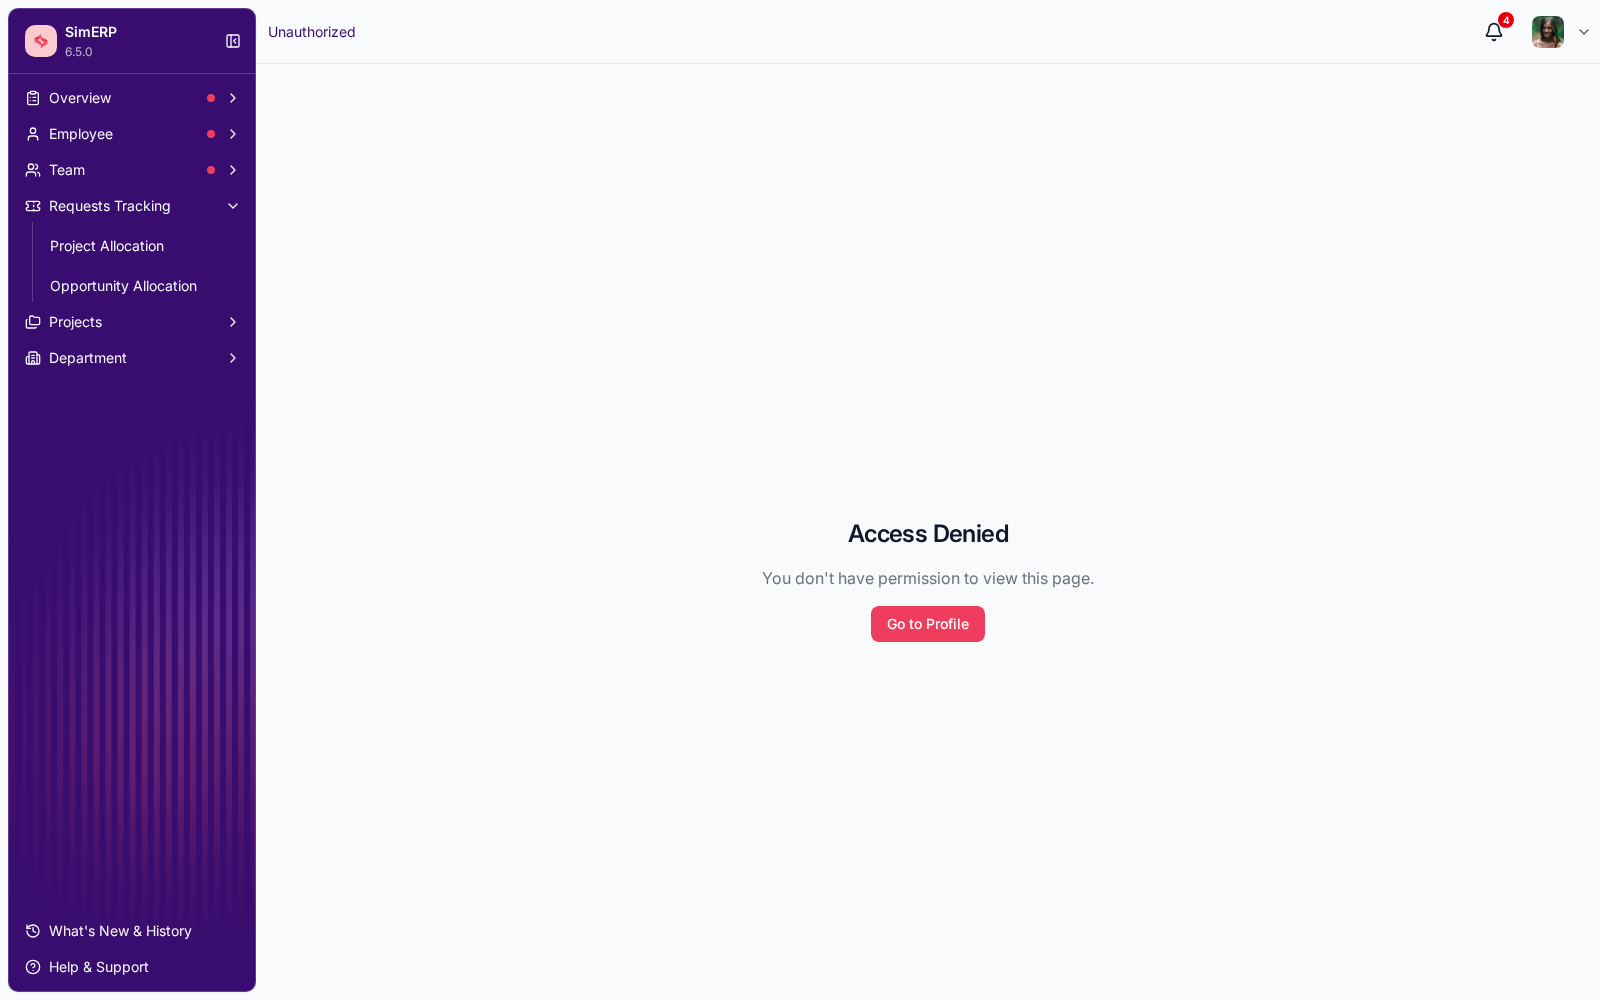 SimERP
6.5.0
Overview
Employee
Team
Requests Tracking
Project Allocation
Opportunity Allocation
Projects
Department
What's New & History
Help & Support
Unauthorized
4
Access Denied
You don't have permission to view this page.
Go to Profile